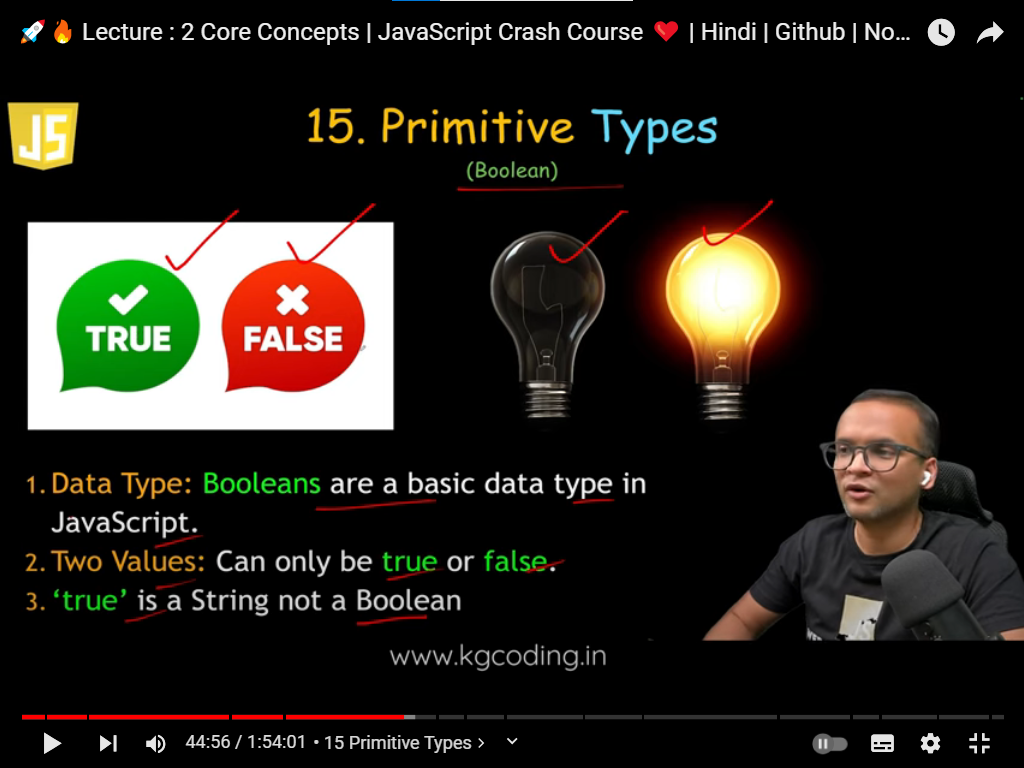 🚀🔥 Lecture : 2 Core Concepts | JavaScript Crash Course ❤️ | Hindi | Github | No...
JS
15. Primitive Types
(Boolean)
TRUE
FALSE
1. Data Type: Booleans are a basic data type in
JavaScript.
2. Two Values: Can only be true or false.
3. ‘true’ is a String not a Boolean
www.kgcoding.in
44:56 / 1:54:01 • 15 Primitive Types >